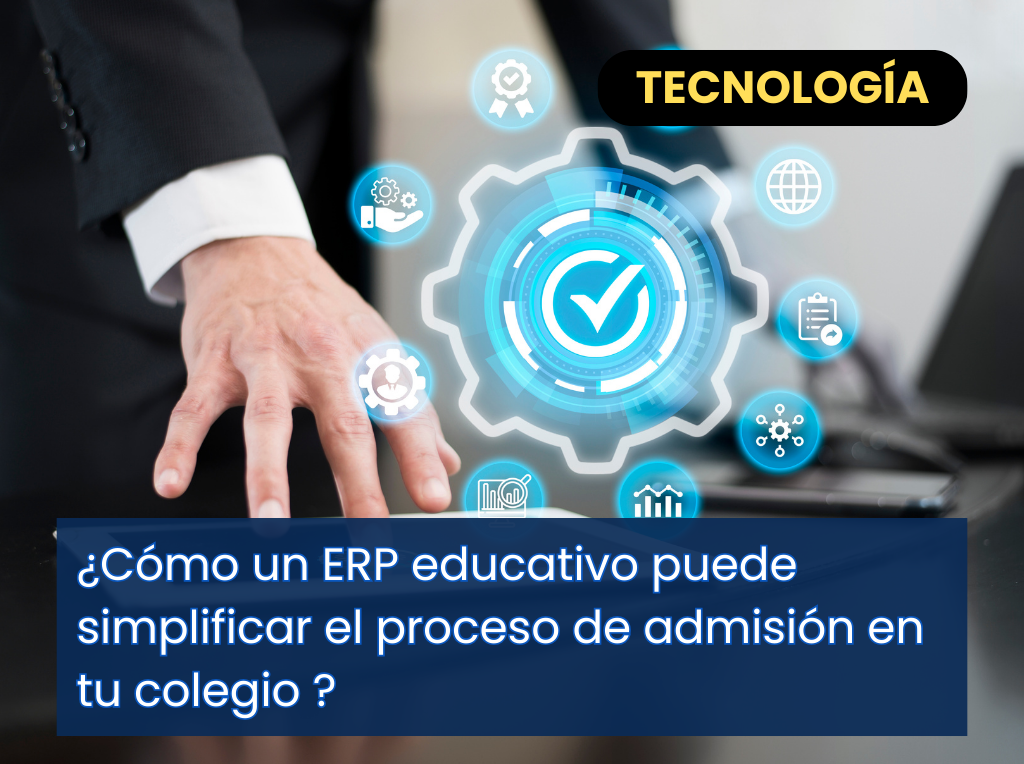 TECNOLOGÍA
¿Cómo un ERP educativo puede
simplificar el proceso de admisión en
tu colegio ?